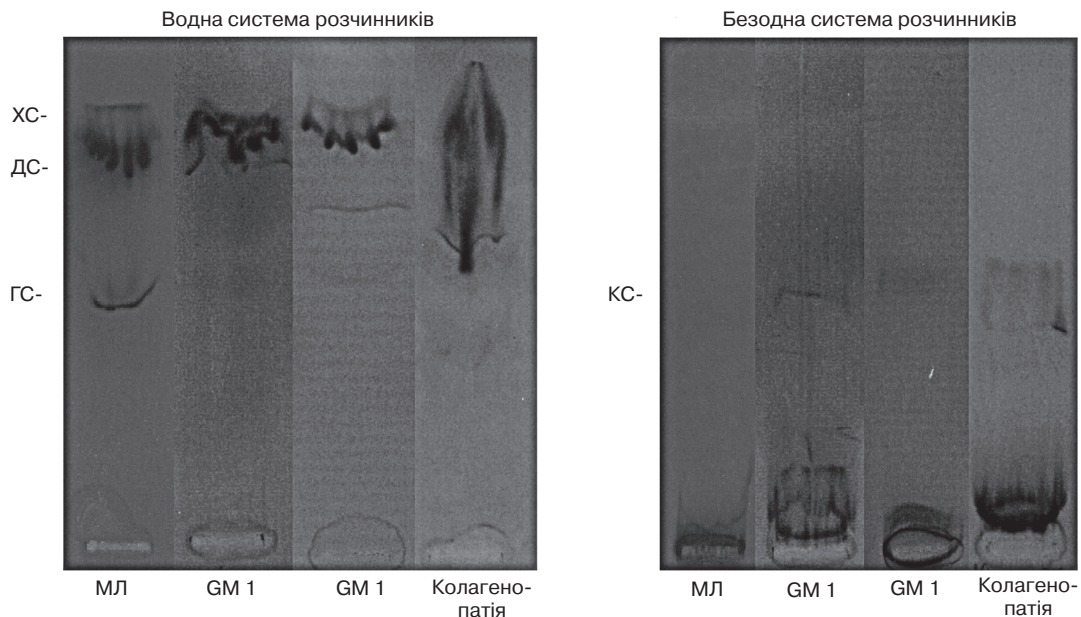 Водна система розчинників
Безодна система розчинників
ХС-
ДС-
ГС-
КС-
МЛ
GM 1
GM 1
Колагено-
патія
МЛ
GM 1
GM 1
Колагено-
патія